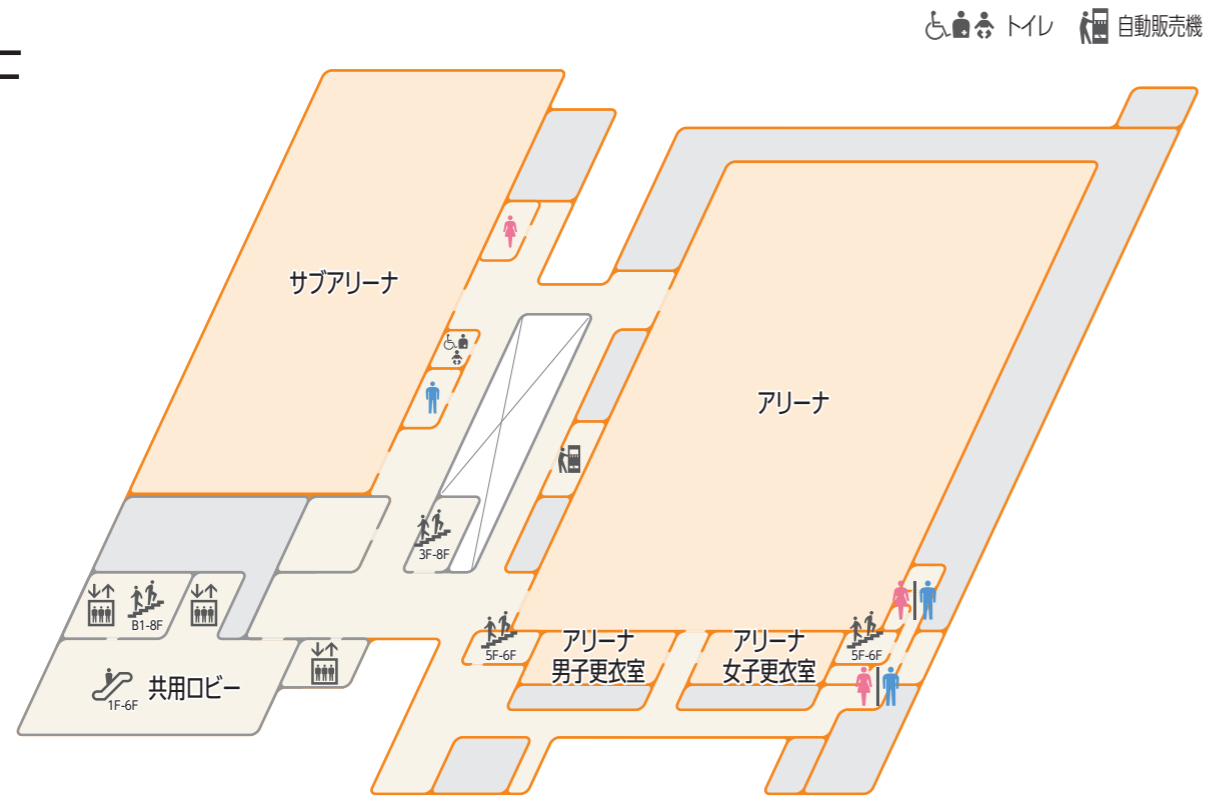 トイレ
自動販売機
サブアリーナ
アリーナ
3F-8F
B1-8F
5F-6F
アリーナ
男子更衣室
アリーナ
女子更衣室
5F-6F
1F-6F
共用ロビー